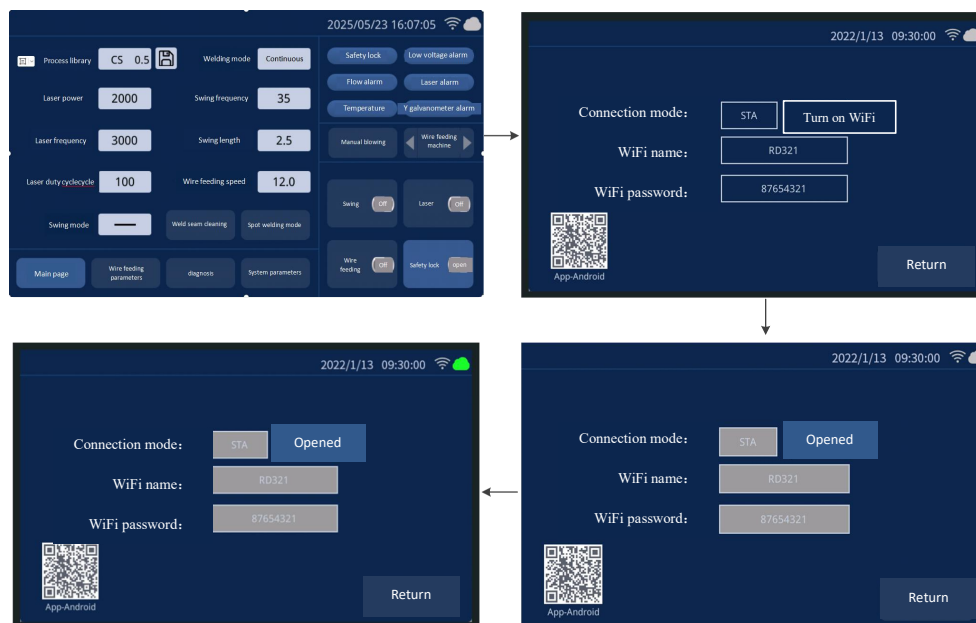 2025/05/23 16:07:05
Process library
CS 0.5
Welding mode
Continuous
Laser power
2000
Swing frequency
35
Laser frequency
3000
Swing length
2.5
Laser duty cyclecycle
100
Wire feeding speed
12.0
Swing mode
Weld seam cleaning
Spot welding mode
Main page
Wire feeding
parameters
diagnosis
System parameters
Safety lock
Low voltage alarm
Flow alarm
Laser alarm
Temperature
Y galvanometer alarm
Manual blowing
Wire feeding
machine
Swing
Off
Laser
Off
Wire
feeding
Off
Safety lock
open
2022/1/13 09:30:00
Connection mode:
STA
Turn on WiFi
WiFi name:
RD321
WiFi password:
87654321
App-Android
Return
2022/1/13 09:30:00
Connection mode:
STA
Opened
WiFi name:
RD321
WiFi password:
87654321
App-Android
Return
2022/1/13 09:30:00
Connection mode:
STA
Opened
WiFi name:
RD321
WiFi password:
87654321
App-Android
Return